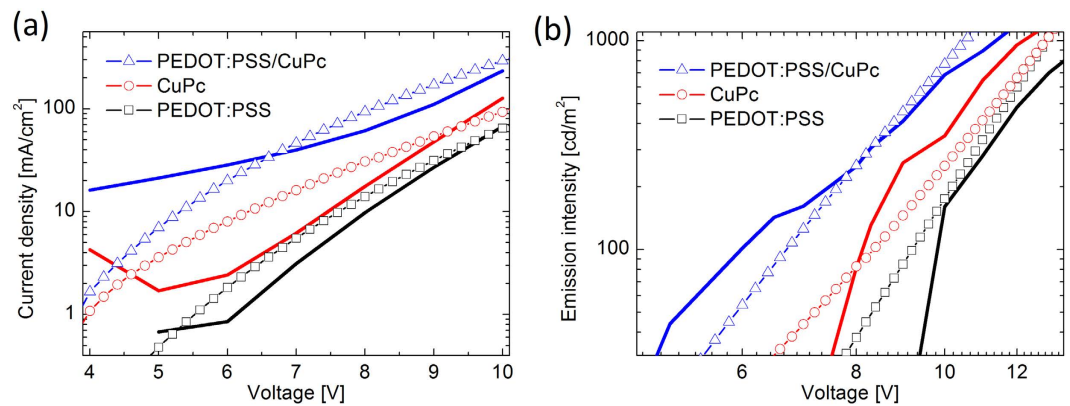 (a)
Current density [mA/cm²]
100
10
1
PEDOT:PSS/CuPc
CuPc
PEDOT:PSS
4 5 6 7 8 9 10
Voltage [V]
(b)
Emission intensity [cd/m²]
1000
100
PEDOT:PSS/CuPc
CuPc
PEDOT:PSS
6 8 10 12
Voltage [V]